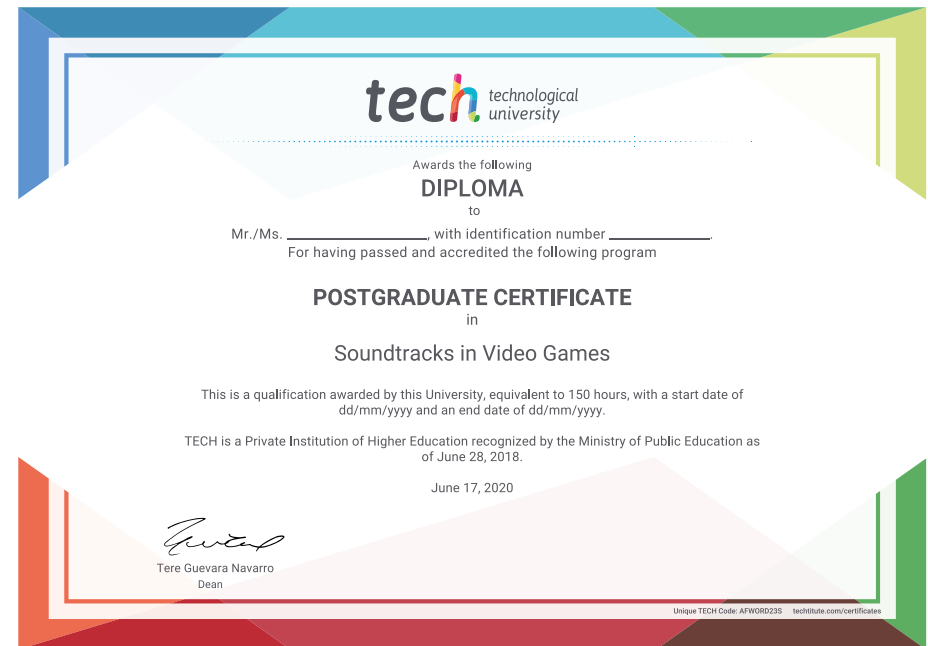 tech technological
university
Awards the following
DIPLOMA
to
Mr./Ms. ____________________, with identification number ______________.
For having passed and accredited the following program
POSTGRADUATE CERTIFICATE
in
Soundtracks in Video Games
This is a qualification awarded by this University, equivalent to 150 hours, with a start date of
dd/mm/yyyy and an end date of dd/mm/yyyy.
TECH is a Private Institution of Higher Education recognized by the Ministry of Public Education as
of June 28, 2018.
June 17, 2020
Tere Guevara Navarro
Dean
Unique TECH Code: AFWORD23S techtitute.com/certificates